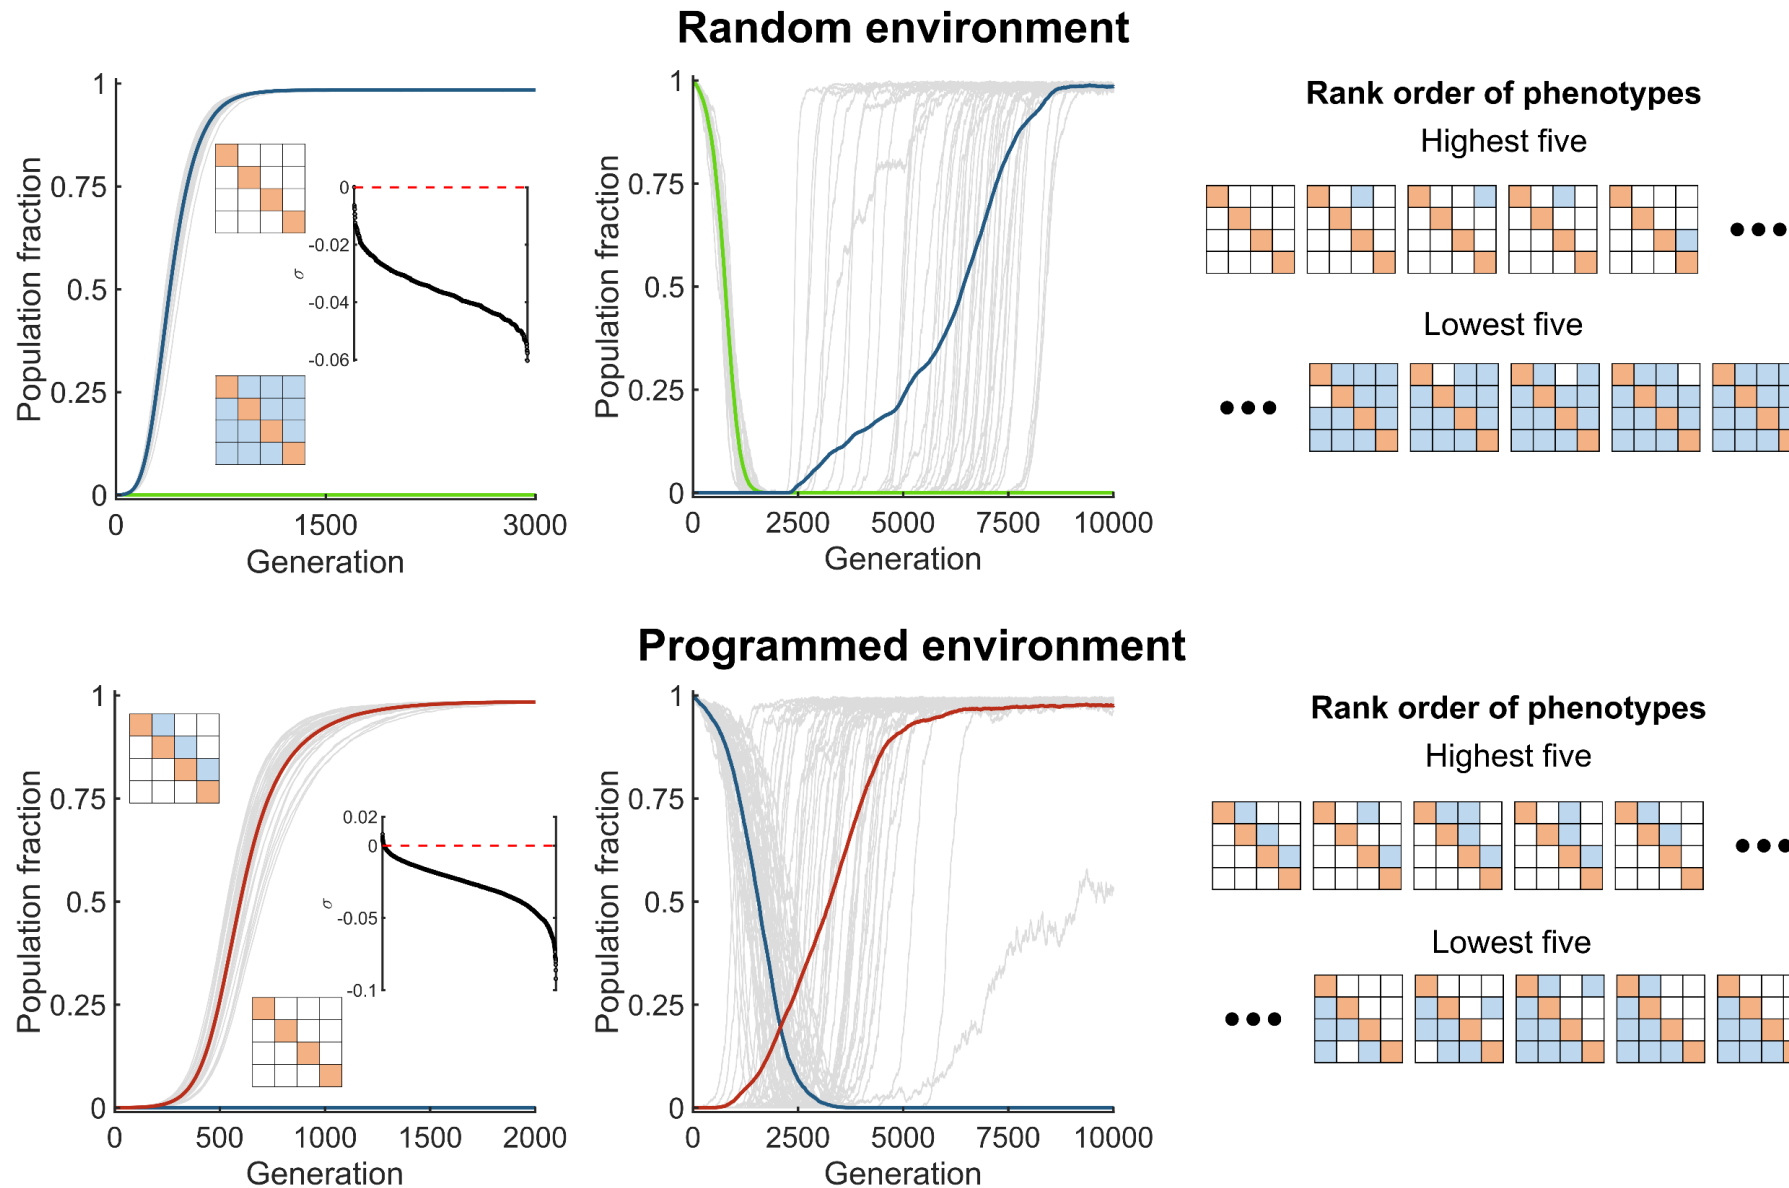 Random environment
Population fraction
1
0.75
0.5
0.25
0
0
1500
3000
Generation
σ
0
-0.02
-0.04
-0.06
Population fraction
1
0.75
0.5
0.25
0
0
2500
5000
7500
10000
Generation
Rank order of phenotypes
Highest five
Lowest five
Programmed environment
Population fraction
1
0.75
0.5
0.25
0
0
500
1000
1500
2000
Generation
σ
0.02
0
-0.05
-0.1
Population fraction
1
0.75
0.5
0.25
0
0
2500
5000
7500
10000
Generation
Rank order of phenotypes
Highest five
Lowest five